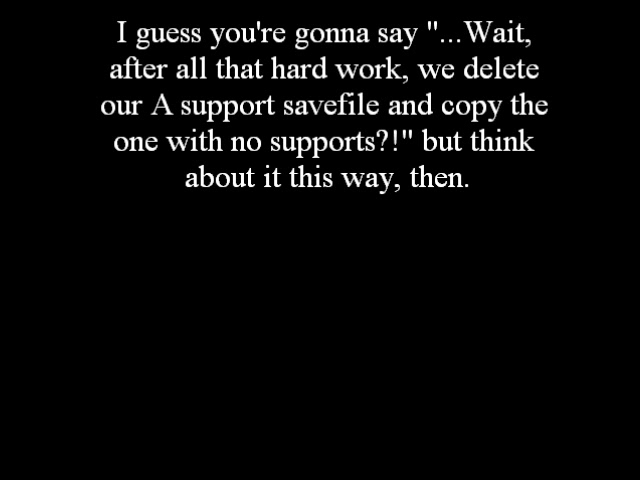 I guess you're gonna say "...Wait,
after all that hard work, we delete
our A support savefile and copy the
one with no supports?!" but think
about it this way, then.